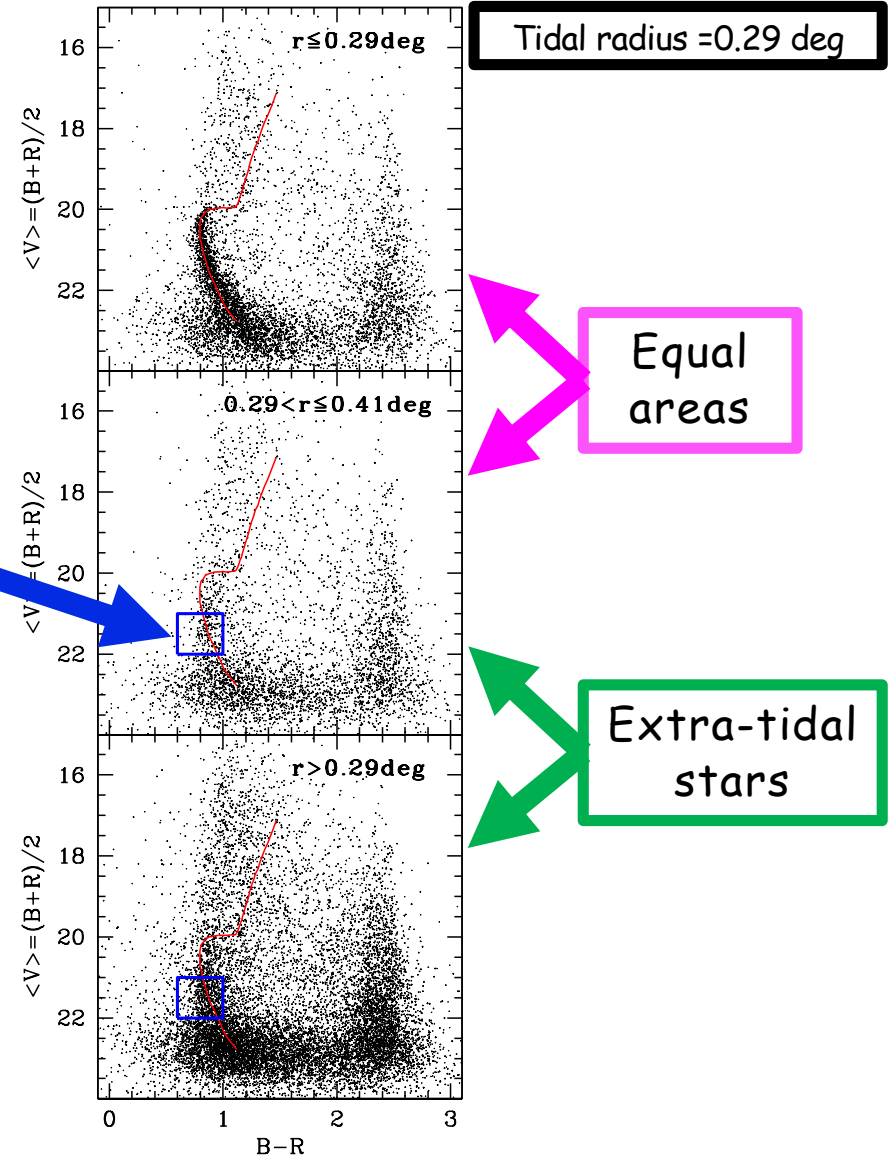 Tidal radius =0.29 deg
r≦0.29deg
16
18
20
22
<V>=(B+R)/2
Equal
areas
0.29<r≦0.41deg
16
18
20
22
<V>=(B+R)/2
Extra-tidal
stars
r>0.29deg
16
18
20
22
<V>=(B+R)/2
0 1 2 3
B−R